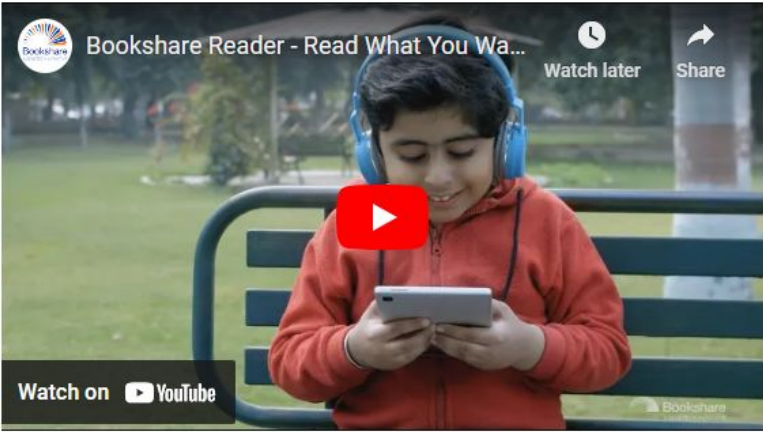 Bookshare
Bookshare Reader - Read What You Wa...
Watch later
Share
Watch on YouTube
Bookshare